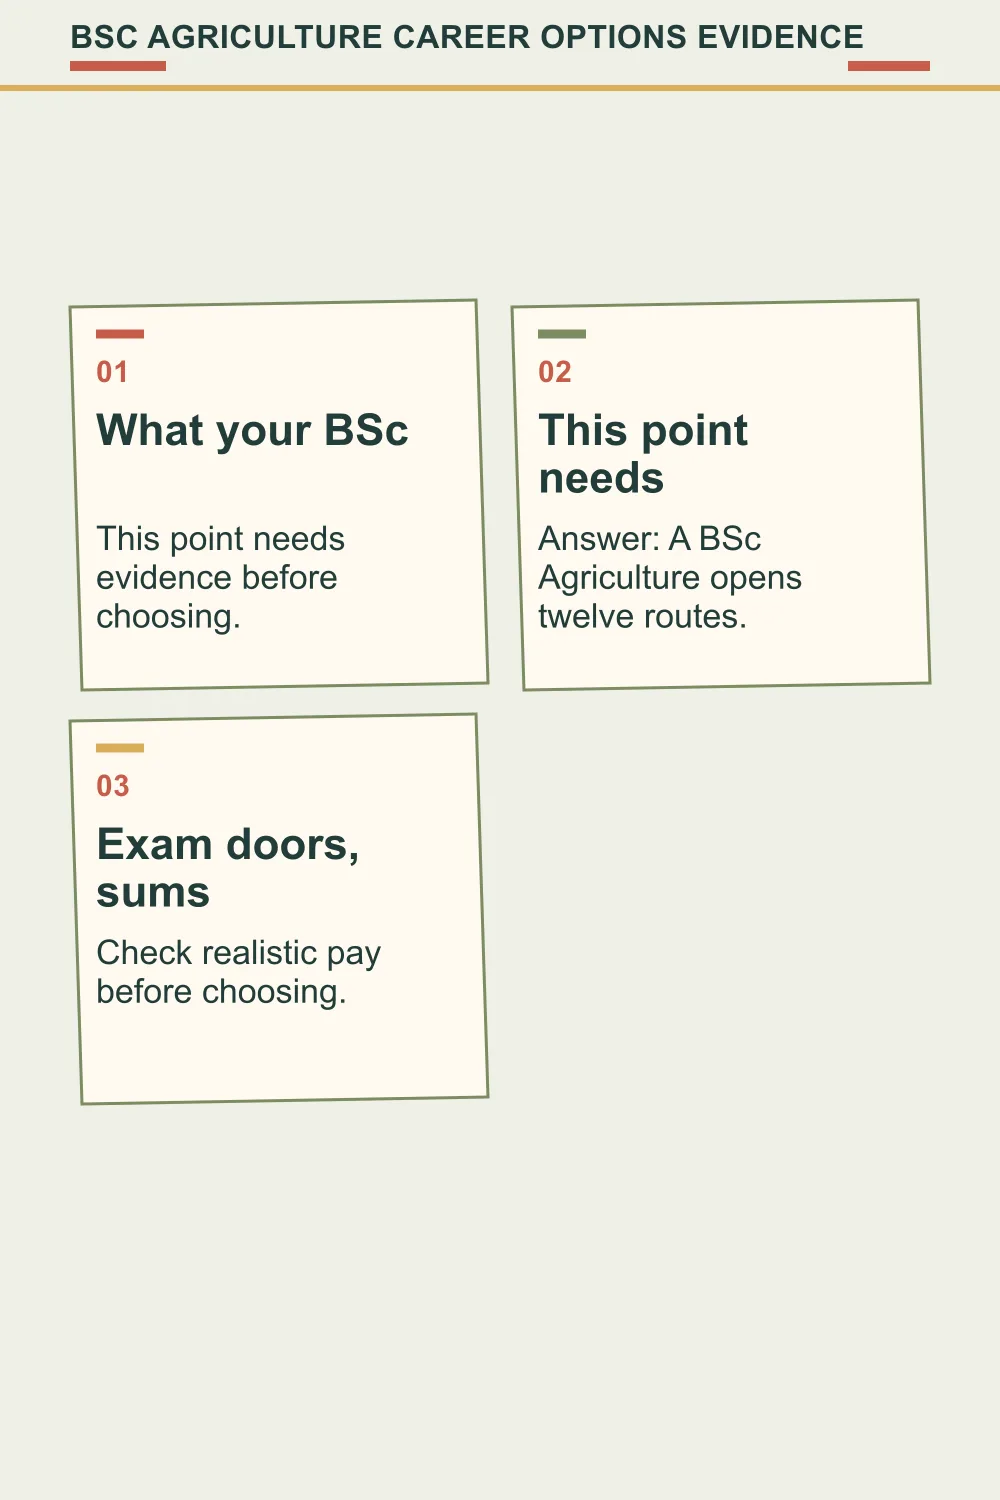 BSC AGRICULTURE CAREER OPTIONS EVIDENCE
01
What your BSc
This point needs
evidence before
choosing.
02
This point
needs
Answer: A BSc
Agriculture opens
twelve routes.
03
Exam doors,
sums
Check realistic pay
before choosing.